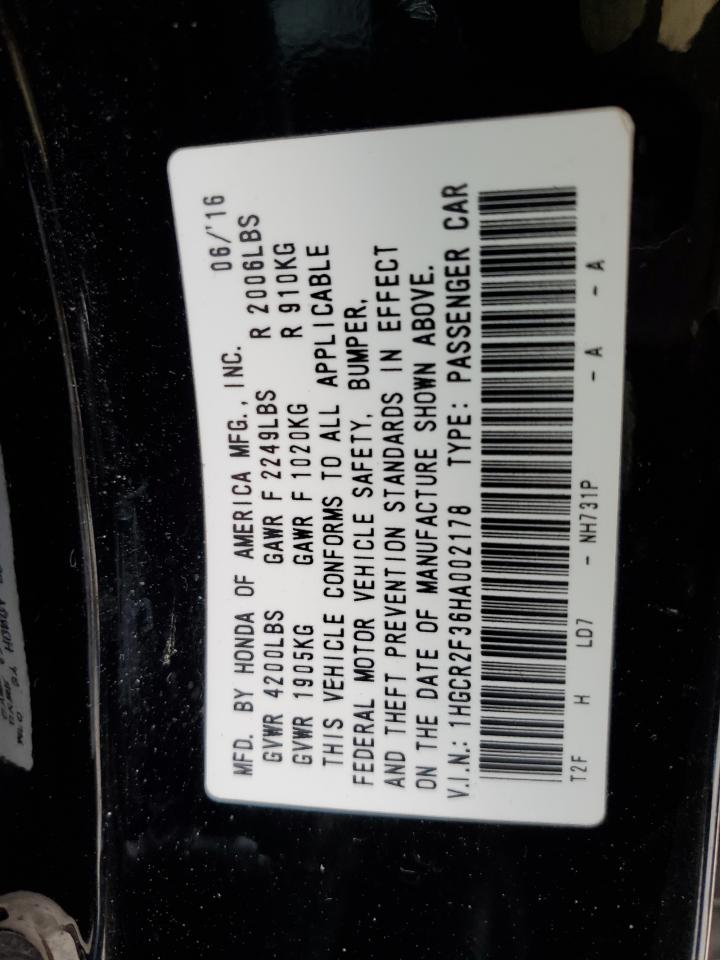 MFD. BY HONDA OF AMERICA MFG., INC. 06/'16
GVWR 4200LBS GAWR F 2249LBS R 2006LBS
GVWR 1905KG GAWR F 1020KG R 910KG
THIS VEHICLE CONFORMS TO ALL APPLICABLE
FEDERAL MOTOR VEHICLE SAFETY, BUMPER,
AND THEFT PREVENTION STANDARDS IN EFFECT
ON THE DATE OF MANUFACTURE SHOWN ABOVE.
V.I.N.: 1HGCR2F36HA002178 TYPE: PASSENGER CAR
T2F H LD7 - NH731P - A - A